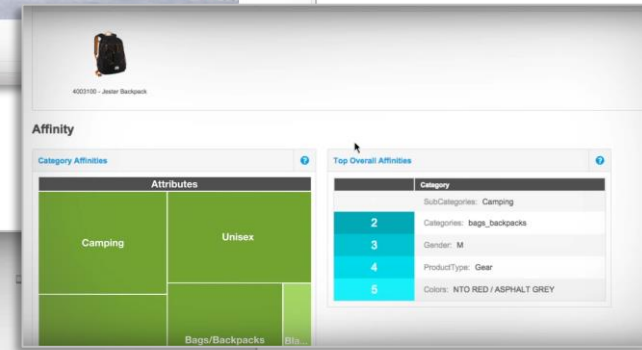 4003100 - Jester Backpack
Affinity
Category Affinities
Top Overall Affinities
Attributes
Camping
Unisex
Bags/Backpacks
Bla...
Category
SubCategories: Camping
2
Categories: bags_backpacks
3
Gender: M
4
ProductType: Gear
5
Colors: NTO RED / ASPHALT GREY